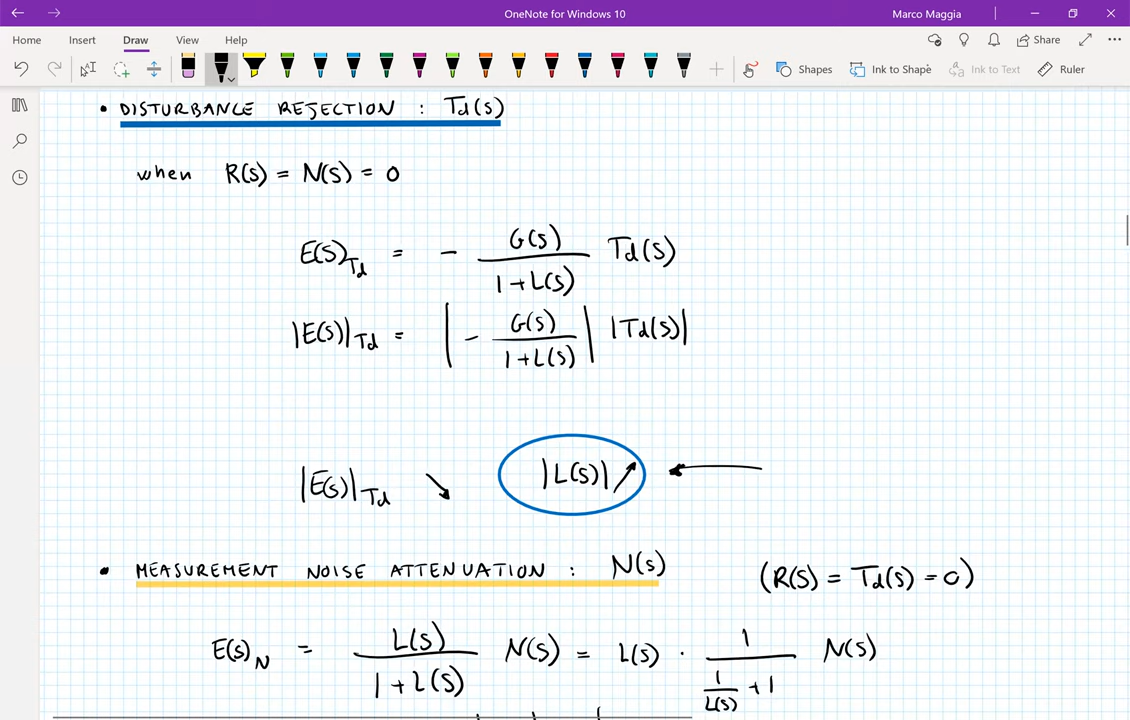 OneNote for Windows 10
Marco Maggia
Home Insert Draw View Help
Share
Shapes Ink to Shape Ink to Text Ruler
• DISTURBANCE REJECTION : Td(s)
when R(s) = N(s) = 0
E(s)Td = - G(s) / 1+L(s) Td(s)
|E(s)|Td = | - G(s) / 1+L(s) | |Td(s)|
|E(s)|Td ↘ |L(s)| ↗ ←
• MEASUREMENT NOISE ATTENUATION : N(s) (R(s) = Td(s) = 0)
E(s)N = L(s) / 1+L(s) N(s) = L(s) · 1 / 1/L(s) + 1 N(s)